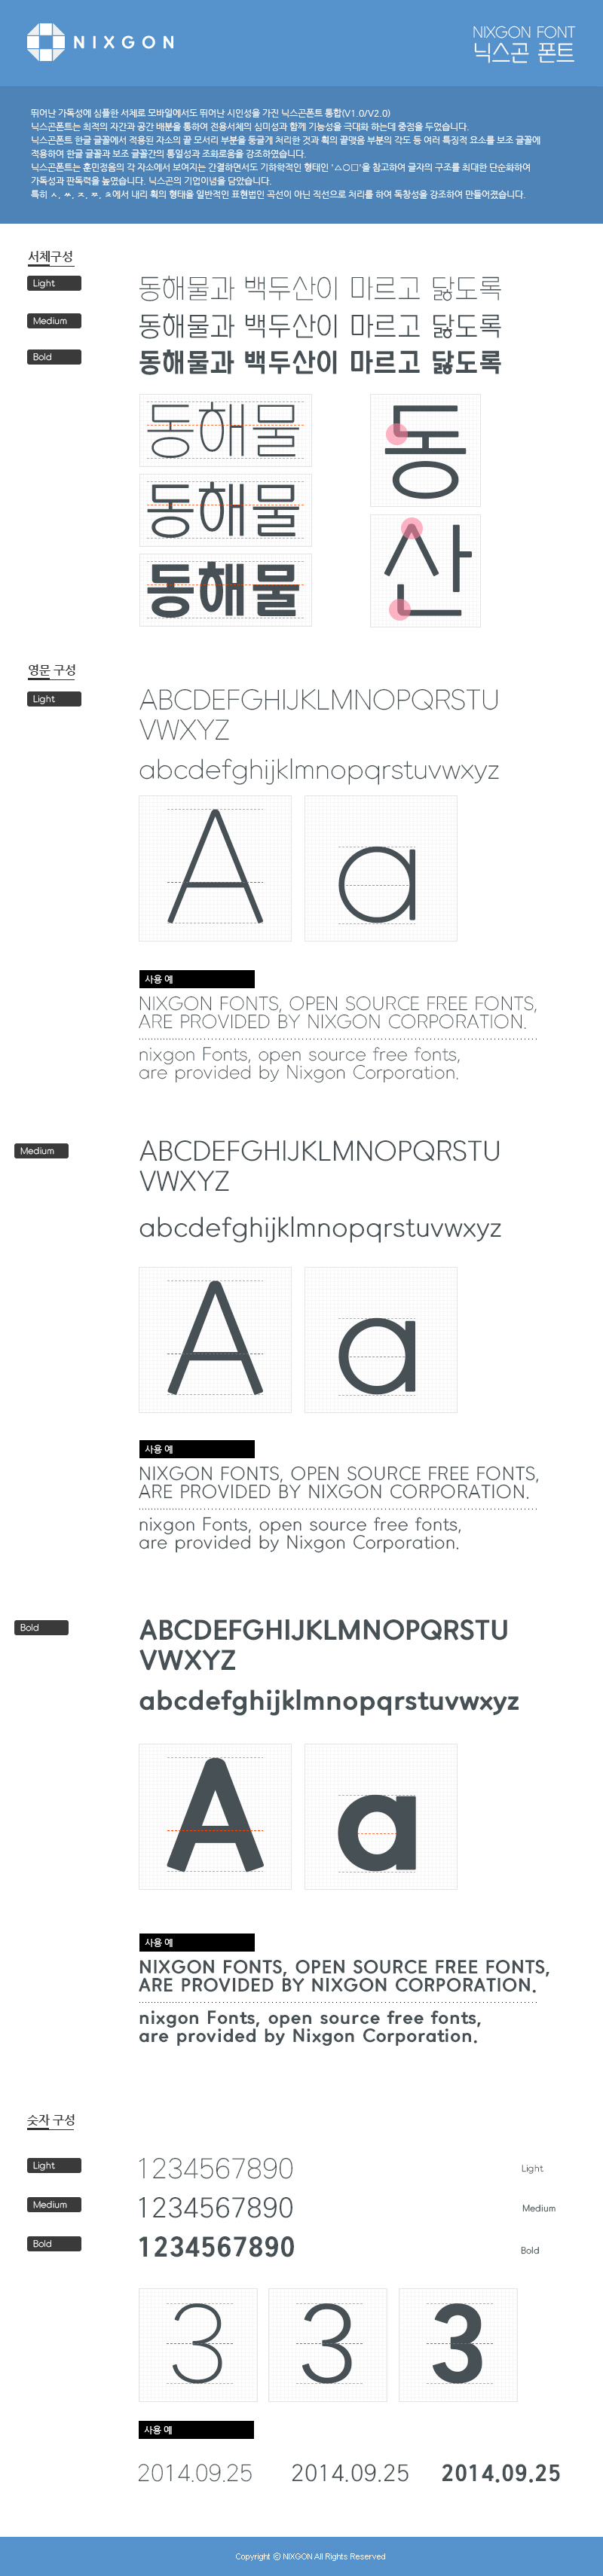 NIXGON
NIXGON FONT
닉스곤 폰트
뛰어난 가독성에 심플한 서체로 모바일에서도 뛰어난 시인성을 가진 닉스곤폰트 통합(V1.0/V2.0)
닉스곤폰트는 최적의 자간과 공간 배분을 통하여 전용서체의 심미성과 함께 기능성을 극대화 하는데 중점을 두었습니다.
닉스곤폰트 한글 글꼴에서 적용된 자소의 끝 모서리 부분을 둥글게 처리한 것과 획의 끝맺음 부분의 각도 등 여러 특징적 요소를 보조 글꼴에
적용하여 한글 글꼴과 보조 글꼴간의 통일성과 조화로움을 강조하였습니다.
닉스곤폰트는 훈민정음의 각 자소에서 보여지는 간결하면서도 기하학적인 형태인 'ㅅㅇㅁ'을 참고하여 글자의 구조를 최대한 단순화하여
가독성과 판독력을 높였습니다. 닉스곤의 기업이념을 담았습니다.
특히 ㅅ, ㅆ, ㅈ, ㅉ, ㅊ에서 내리 획의 형태을 일반적인 표현법인 곡선이 아닌 직선으로 처리를 하여 독창성을 강조하여 만들어졌습니다.
서체구성
Light
동해물과 백두산이 마르고 닳도록
Medium
동해물과 백두산이 마르고 닳도록
Bold
동해물과 백두산이 마르고 닳도록
동해물
동
동해물
산
동해물
영문 구성
Light
ABCDEFGHIJKLMNOPQRSTU
VWXYZ
abcdefghijklmnopqrstuvwxyz
A a
사용 예
NIXGON FONTS, OPEN SOURCE FREE FONTS,
ARE PROVIDED BY NIXGON CORPORATION.
nixgon Fonts, open source free fonts,
are provided by Nixgon Corporation.
Medium
ABCDEFGHIJKLMNOPQRSTU
VWXYZ
abcdefghijklmnopqrstuvwxyz
A a
사용 예
NIXGON FONTS, OPEN SOURCE FREE FONTS,
ARE PROVIDED BY NIXGON CORPORATION.
nixgon Fonts, open source free fonts,
are provided by Nixgon Corporation.
Bold
ABCDEFGHIJKLMNOPQRSTU
VWXYZ
abcdefghijklmnopqrstuvwxyz
A a
사용 예
NIXGON FONTS, OPEN SOURCE FREE FONTS,
ARE PROVIDED BY NIXGON CORPORATION.
nixgon Fonts, open source free fonts,
are provided by Nixgon Corporation.
숫자 구성
Light 1234567890 Light
Medium 1234567890 Medium
Bold 1234567890 Bold
3 3 3
사용 예
2014.09.25 2014.09.25 2014.09.25
Copyright ⓒ NIXGON All Rights Reserved